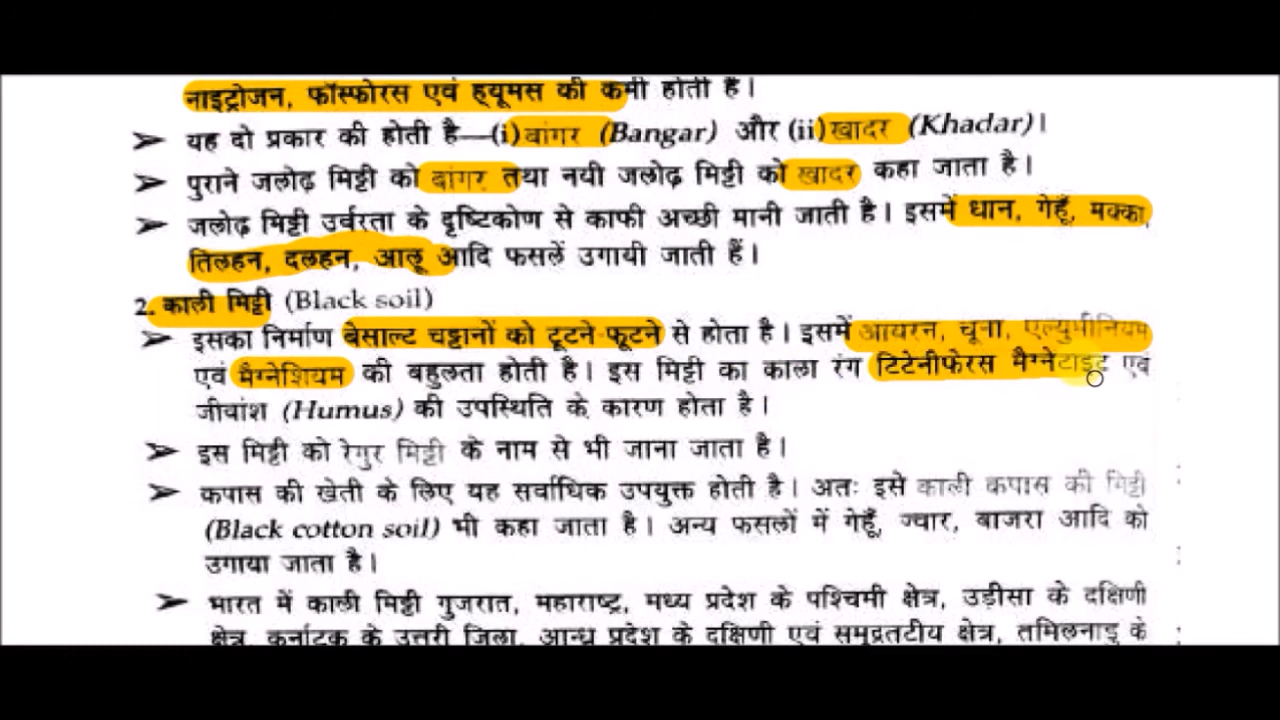 नाइट्रोजन, फॉस्फोरस एवं ह्यूमस की कमी होती है।
➤ यह दो प्रकार की होती है—(i) बांगर (Bangar) और (ii) खादर (Khadar)।
➤ पुराने जलोढ़ मिट्टी को बांगर तथा नयी जलोढ़ मिट्टी को खादर कहा जाता है।
➤ जलोढ़ मिट्टी उर्वरता के दृष्टिकोण से काफी अच्छी मानी जाती है। इसमें धान, गेहूँ, मक्का,
तिलहन, दलहन, आलू आदि फसलें उगायी जाती हैं।
2. काली मिट्टी (Black soil)
➤ इसका निर्माण बेसाल्ट चट्टानों को टूटने-फूटने से होता है। इसमें आयरन, चूना, एल्युमीनियम
एवं मैग्नेशियम की बहुलता होती है। इस मिट्टी का काला रंग टिटेनीफेरस मैग्नेटाइट एवं
जीवांश (Humus) की उपस्थिति के कारण होता है।
➤ इस मिट्टी को रेगुर मिट्टी के नाम से भी जाना जाता है।
➤ कपास की खेती के लिए यह सर्वाधिक उपयुक्त होती है। अतः इसे काली कपास की मिट्टी
(Black cotton soil) भी कहा जाता है। अन्य फसलों में गेहूँ, ज्वार, बाजरा आदि को
उगाया जाता है।
➤ भारत में काली मिट्टी गुजरात, महाराष्ट्र, मध्य प्रदेश के पश्चिमी क्षेत्र, उड़ीसा के दक्षिणी
क्षेत्र, कर्नाटक के उत्तरी जिला, आन्ध्र प्रदेश के दक्षिणी एवं समुद्रतटीय क्षेत्र, तमिलनाडु के